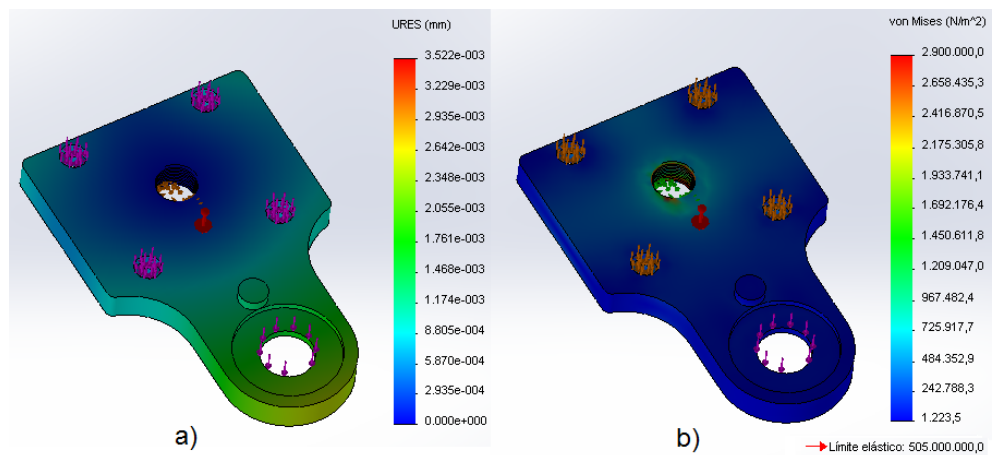 URES (mm)
3.522e-003
3.229e-003
2.935e-003
2.642e-003
2.348e-003
2.055e-003
1.761e-003
1.468e-003
1.174e-003
8.805e-004
5.870e-004
2.935e-004
0.000e+000
a)
von Mises (N/m^2)
2.900.000,0
2.658.435,3
2.416.870,5
2.175.305,8
1.933.741,1
1.692.176,4
1.450.611,8
1.209.047,0
967.482,4
725.917,7
484.352,9
242.788,3
1.223,5
Límite elástico: 505.000.000,0
b)